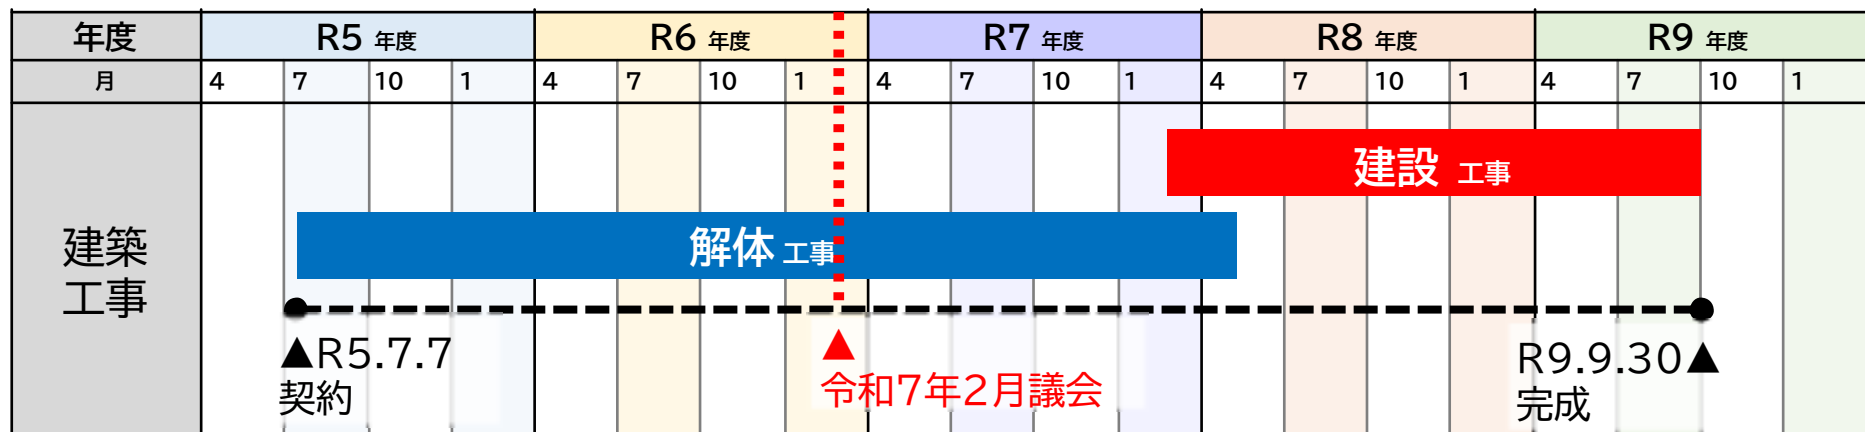 年度 R5 年度 R6 年度 R7 年度 R8 年度 R9 年度
月 4 7 10 1 4 7 10 1 4 7 10 1 4 7 10 1 4 7 10 1
建設 工事
解体 工事
建築
工事
▲R5.7.7
契約
▲
令和7年2月議会
R9.9.30▲
完成